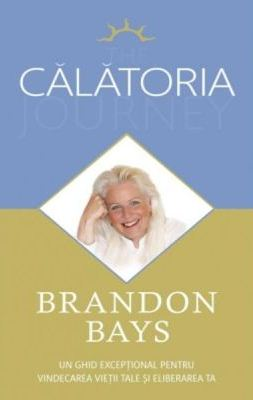 THE
CĂLĂTORIA
JOURNEY
BRANDON
BAYS
UN GHID EXCEPȚIONAL PENTRU
VINDECAREA VIEȚII TALE ȘI ELIBERAREA TA